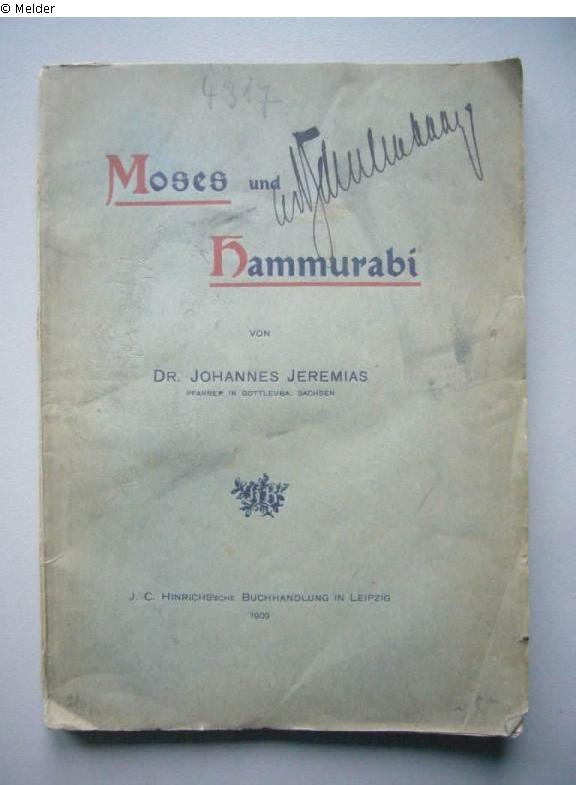 © Melder
4317
Moses und
Hammurabi
VON
DR. JOHANNES JEREMIAS
PFARRER IN GOTTLEUBA, SACHSEN
J. C. HINRICHS'SCHE BUCHHANDLUNG IN LEIPZIG
1903